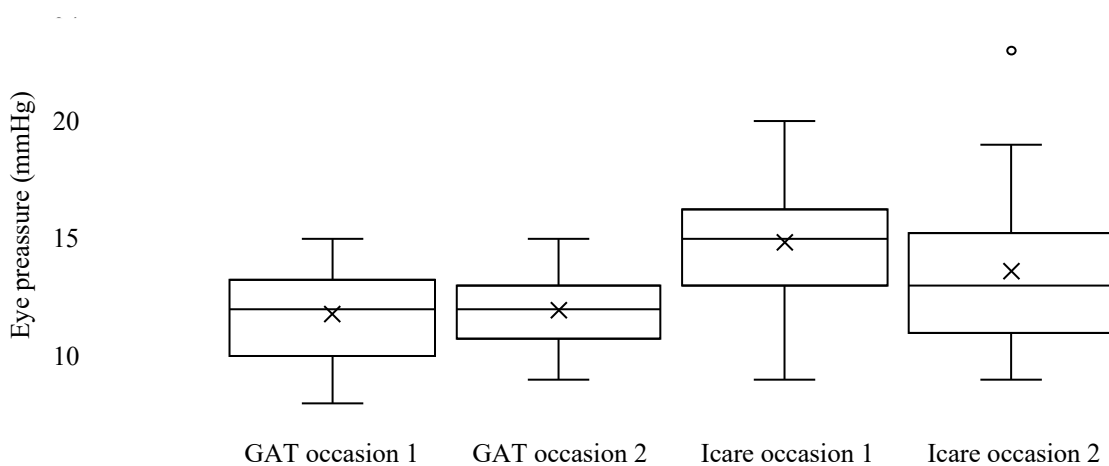 Eye preassure (mmHg)
20
15
10
GAT occasion 1
GAT occasion 2
Icare occasion 1
Icare occasion 2